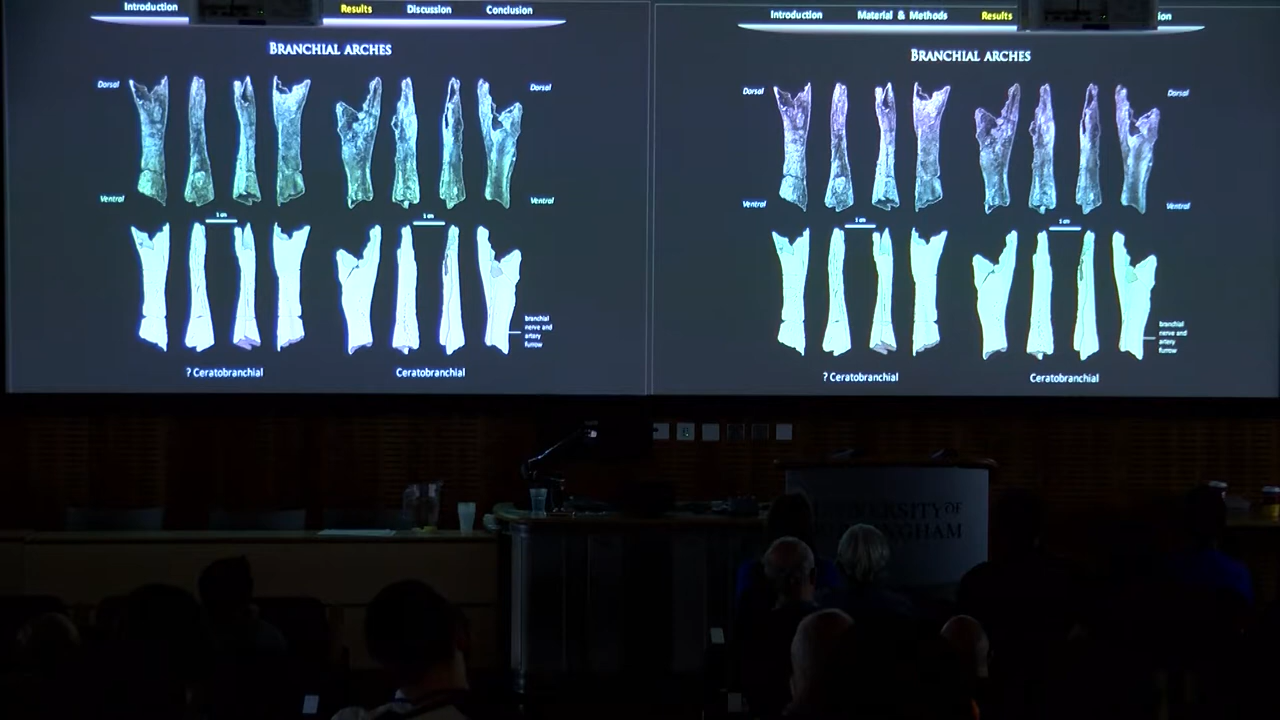 Introduction Results Discussion Conclusion
BRANCHIAL ARCHES
Dorsal Dorsal
Ventral Ventral
1 cm 1 cm
branchial
nerve and
artery
furrow
? Ceratobranchial Ceratobranchial
Introduction Material & Methods Results
BRANCHIAL ARCHES
Dorsal Dorsal
Ventral Ventral
1 cm 1 cm
branchial
nerve and
artery
furrow
? Ceratobranchial Ceratobranchial
UNIVERSITY OF